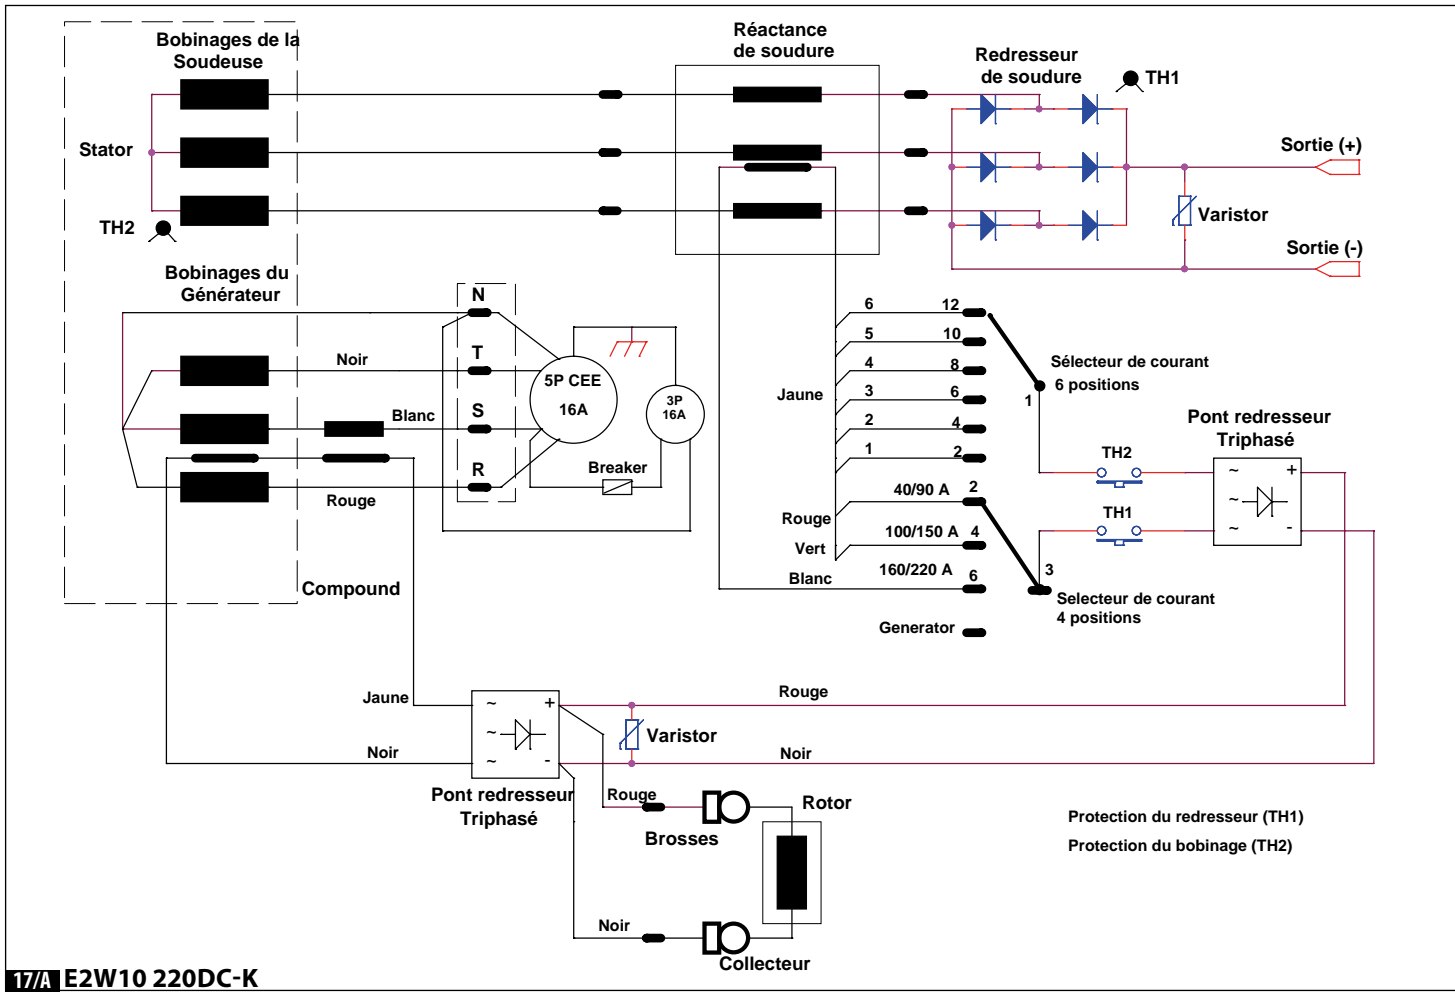 Bobinages de la
Soudeuse
Réactance
de soudure
Redresseur
de soudure
TH1
Stator
Sortie (+)
TH2
Varistor
Sortie (-)
Bobinages du
Générateur
N
6
12
5
10
Noir
T
4
8
Sélecteur de courant
6 positions
1
5P CEE
16A
3P
16A
Jaune
3
6
Blanc
S
2
4
Pont redresseur
Triphasé
1
2
R
Breaker
TH2
~
+
~
~
-
Rouge
40/90 A
2
Rouge
TH1
Vert
100/150 A
4
160/220 A
6
Blanc
3
Compound
Selecteur de courant
4 positions
Generator
Jaune
~
+
~
~
-
Rouge
Varistor
Noir
Noir
Pont redresseur
Triphasé
Rouge
Rotor
Brosses
Protection du redresseur (TH1)
Protection du bobinage (TH2)
Noir
Collecteur
17/A E2W10 220DC-K